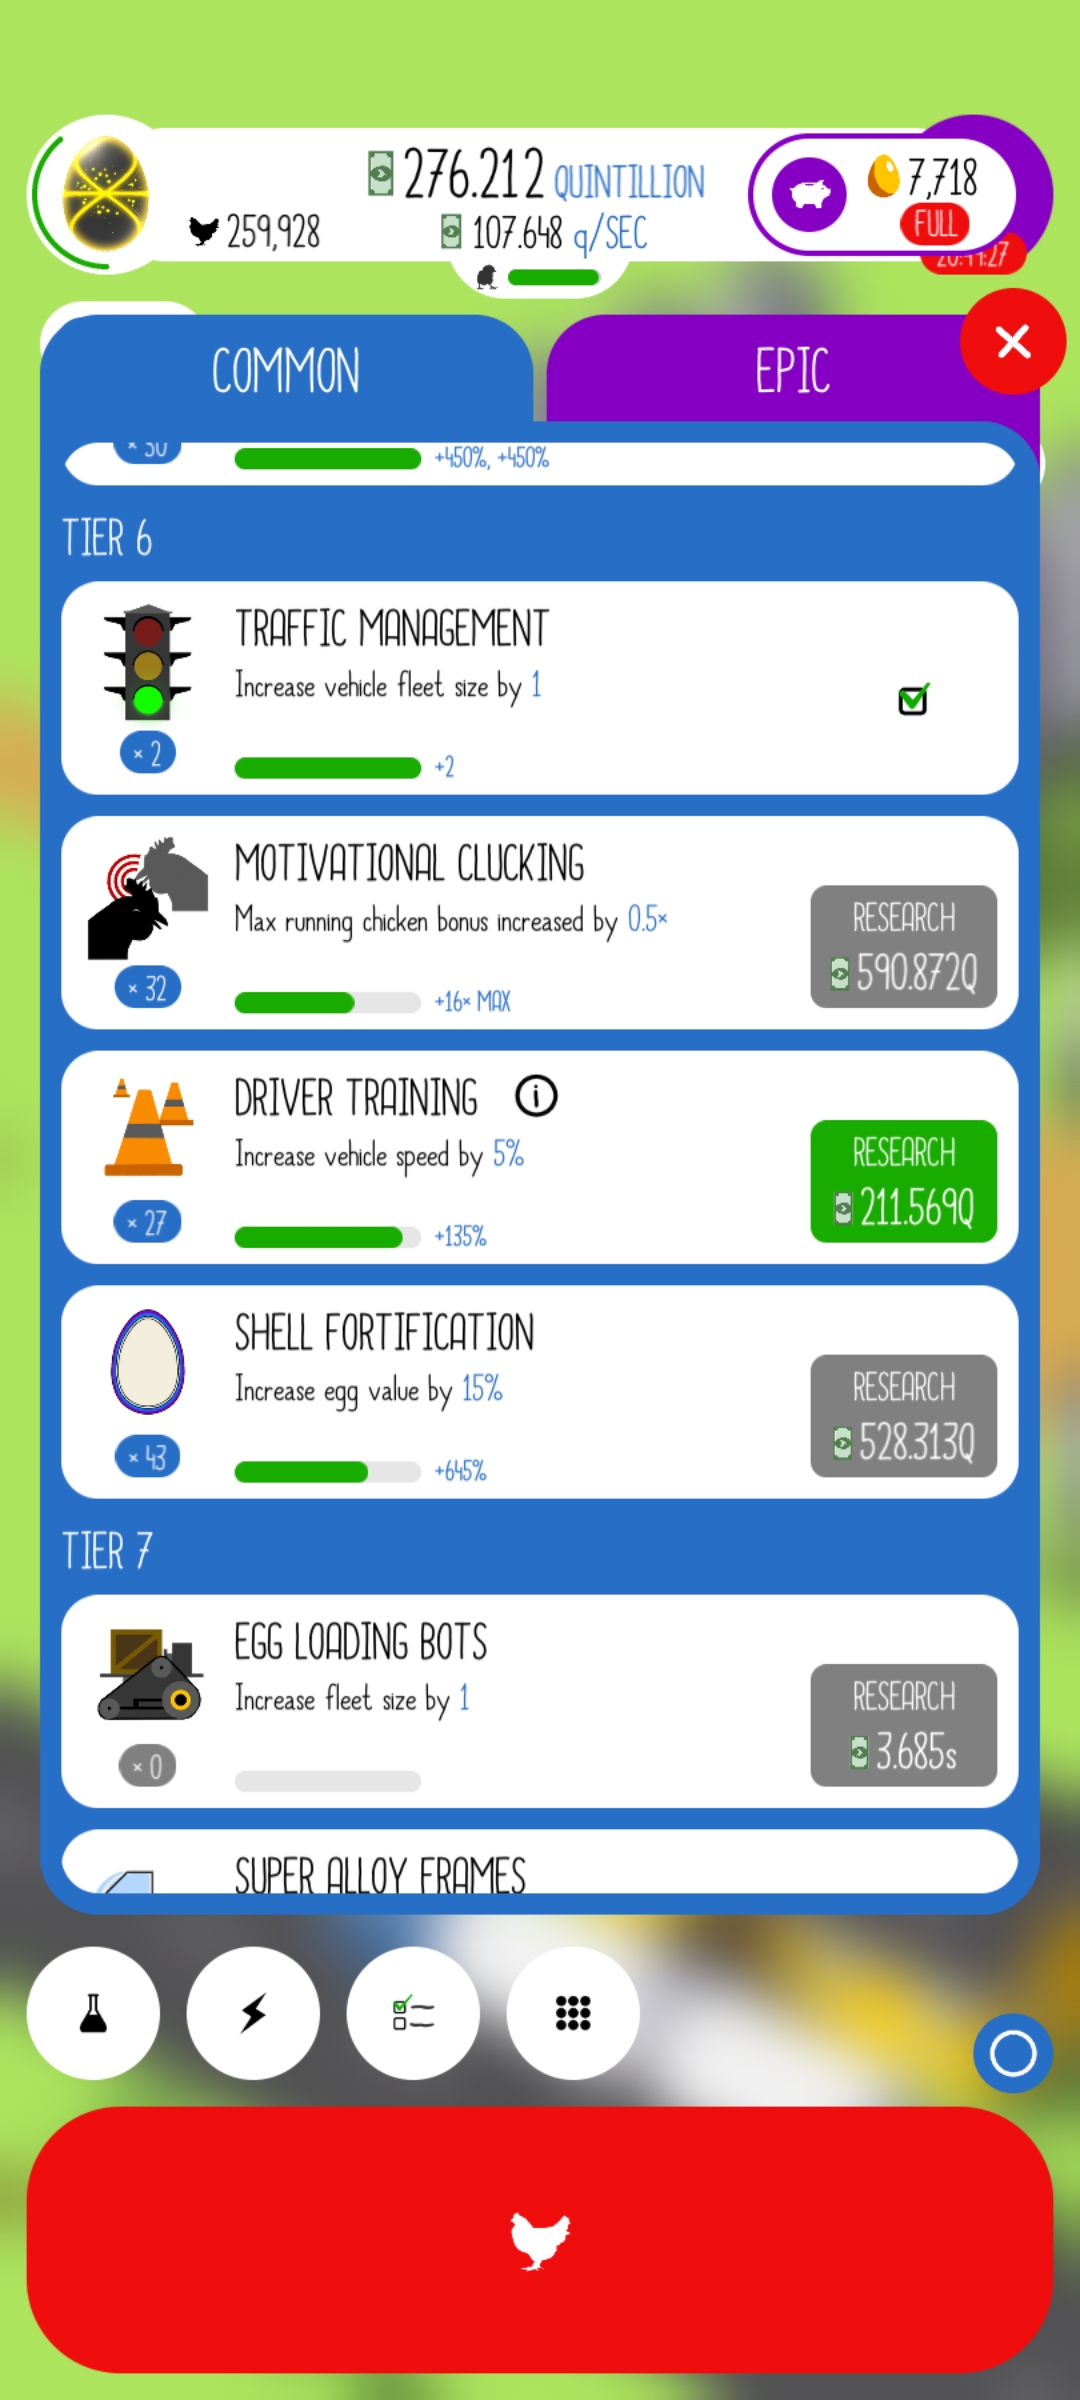 276.212 QUINTILLION
259,928
107.648 q/SEC
7,718
FULL
COMMON
EPIC
× 30
+450%, +450%
TIER 6
TRAFFIC MANAGEMENT
Increase vehicle fleet size by 1
× 2
+2
MOTIVATIONAL CLUCKING
Max running chicken bonus increased by 0.5×
RESEARCH
590.872Q
× 32
+16× MAX
DRIVER TRAINING
Increase vehicle speed by 5%
RESEARCH
211.569Q
× 27
+135%
SHELL FORTIFICATION
Increase egg value by 15%
RESEARCH
528.313Q
× 43
+645%
TIER 7
EGG LOADING BOTS
Increase fleet size by 1
RESEARCH
3.685s
× 0
SUPER ALLOY FRAMES